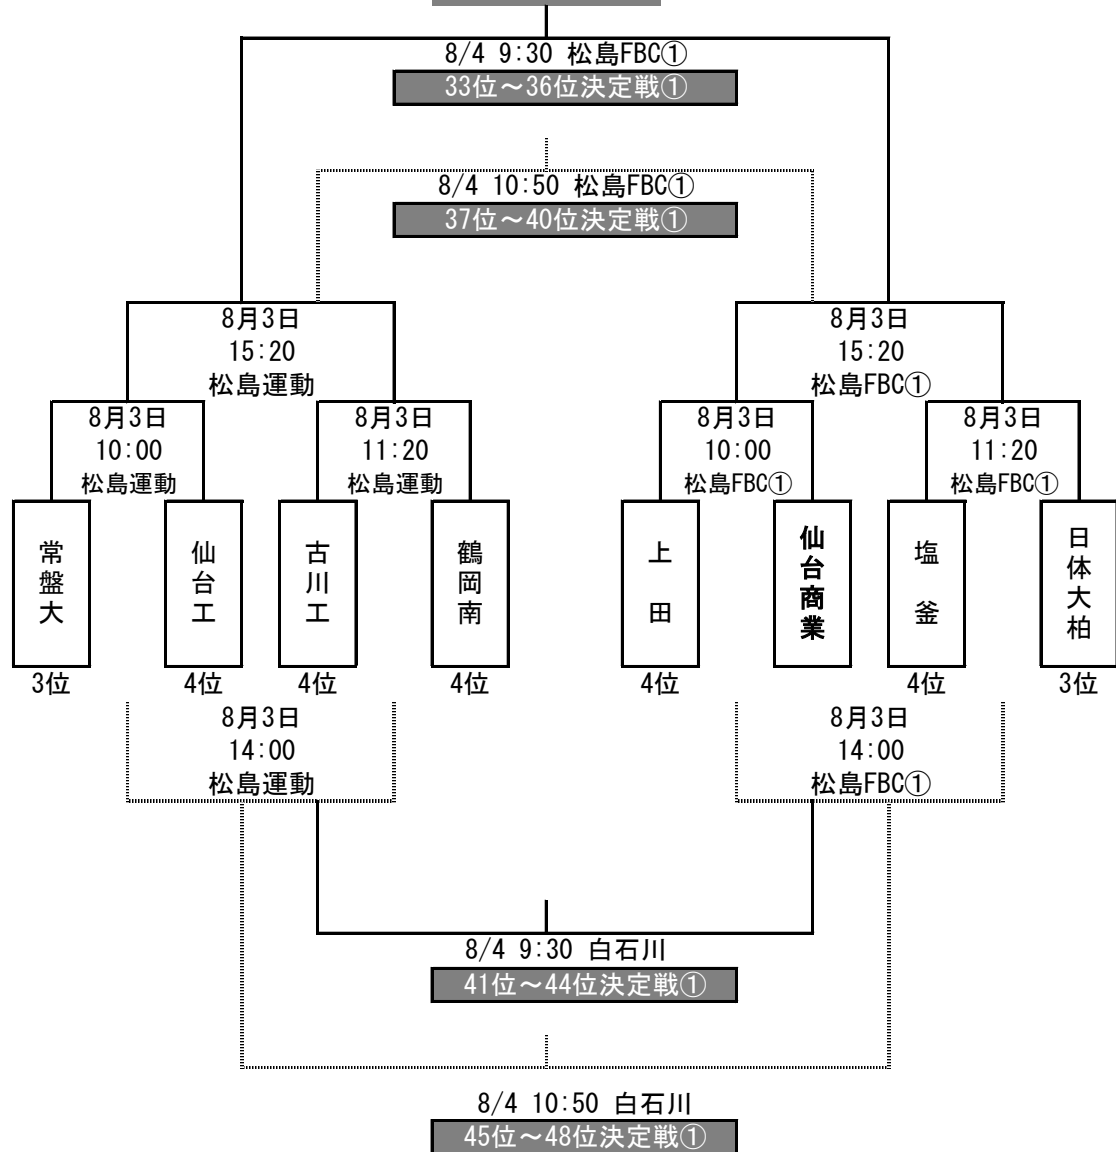 8/4 9:30 松島FBC①
33位～36位決定戦①
8/4 10:50 松島FBC①
37位～40位決定戦①
8月3日
15:20
松島運動
8月3日
15:20
松島FBC①
8月3日
10:00
松島運動
8月3日
11:20
松島運動
8月3日
10:00
松島FBC①
8月3日
11:20
松島FBC①
常盤大
仙台工
古川工
鶴岡南
上田
仙台商業
塩釜
日体大柏
3位
4位
4位
4位
4位
4位
3位
8月3日
14:00
松島運動
8月3日
14:00
松島FBC①
8/4 9:30 白石川
41位～44位決定戦①
8/4 10:50 白石川
45位～48位決定戦①